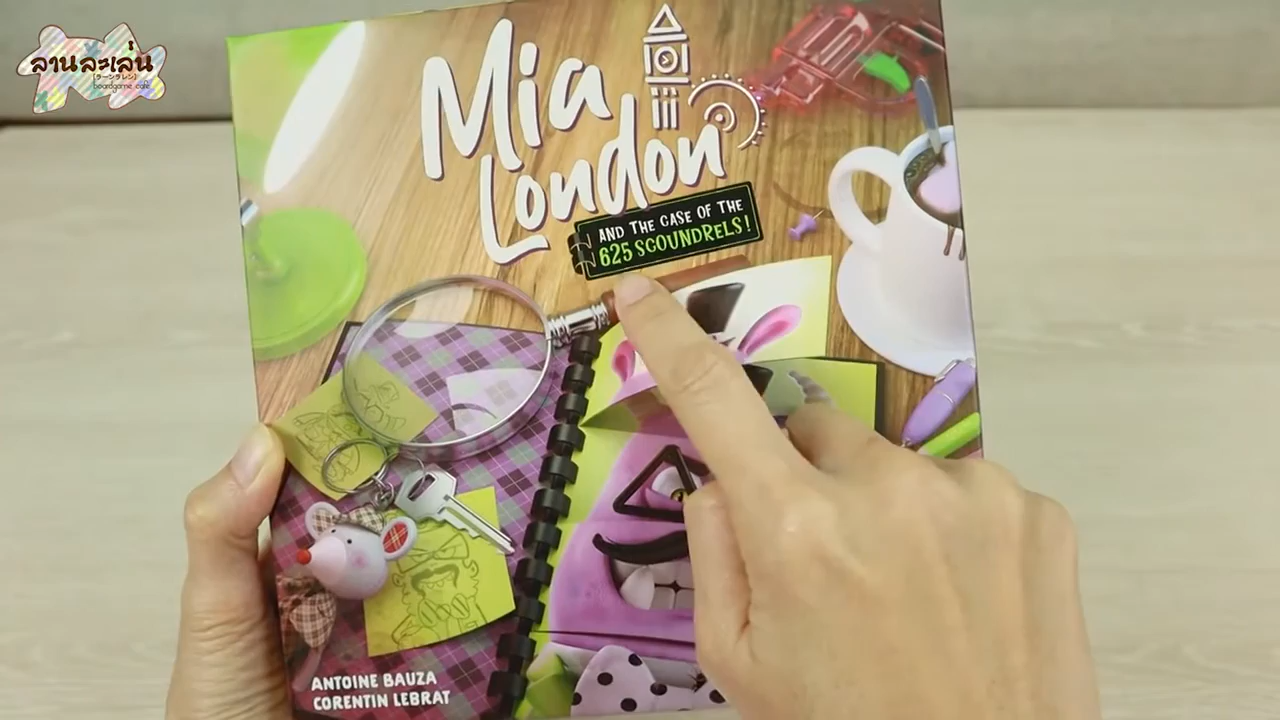 ลานละเล่น
(ラーンラレン)
boardgame cafe
Mia
London
AND THE CASE OF THE
625 SCOUNDRELS!
ANTOINE BAUZA
CORENTIN LEBRAT